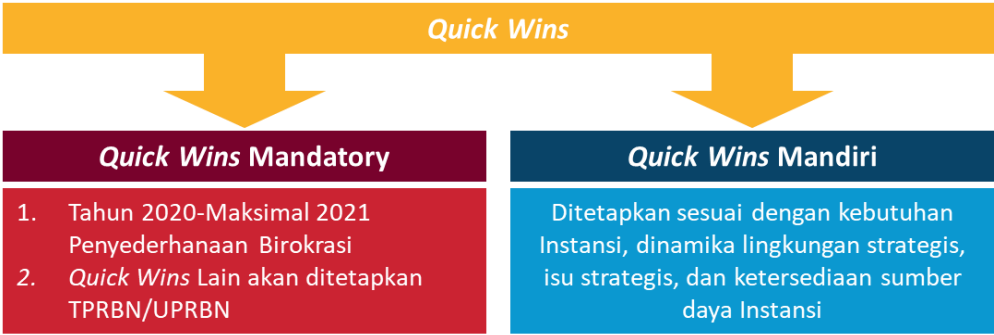 Quick Wins
Quick Wins Mandatory
1. Tahun 2020-Maksimal 2021
Penyederhanaan Birokrasi
2. Quick Wins Lain akan ditetapkan
TPRBN/UPRBN
Quick Wins Mandiri
Ditetapkan sesuai dengan kebutuhan
Instansi, dinamika lingkungan strategis,
isu strategis, dan ketersediaan sumber
daya Instansi